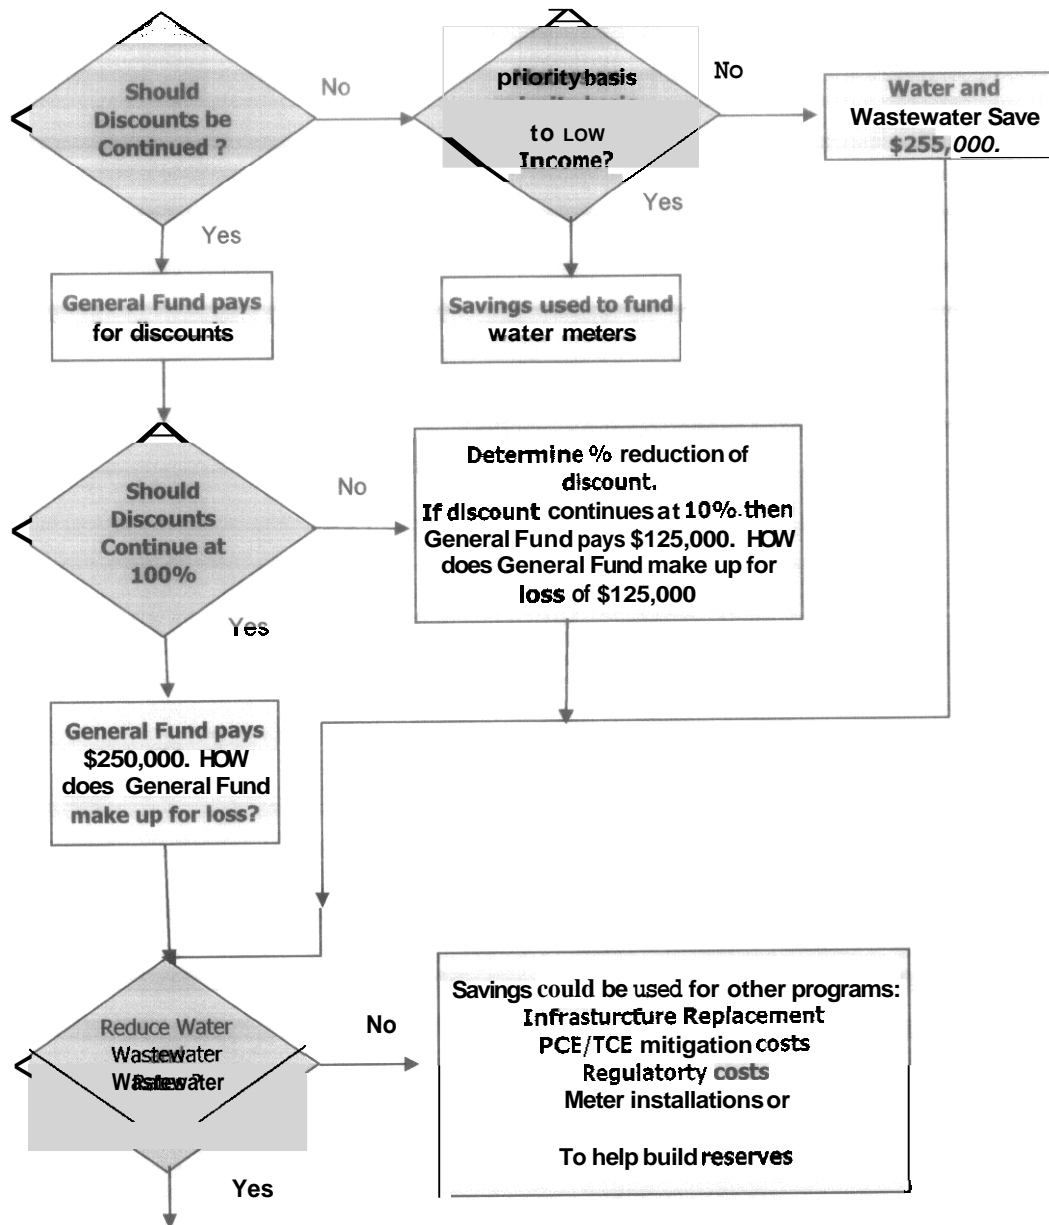 Should
Discounts be
Continued ?
No
priority basis
to LOW
Income?
No
Water and
Wastewater Save
$255,000.
Yes
Yes
General Fund pays
for discounts
Savings used to fund
water meters
Should
Discounts
Continue at
100%
No
Determine % reduction of
discount.
If discount continues at 10%.then
General Fund pays $125,000. HOW
does General Fund make up for
loss of $125,000
Yes
General Fund pays
$250,000. HOW
does General Fund
make up for loss?
Reduce Water
Wastewater
No
Savings could be used for other programs:
Infrasturcture Replacement
PCE/TCE mitigation costs
Regulatorty costs
Meter installations or
To help build reserves
Yes